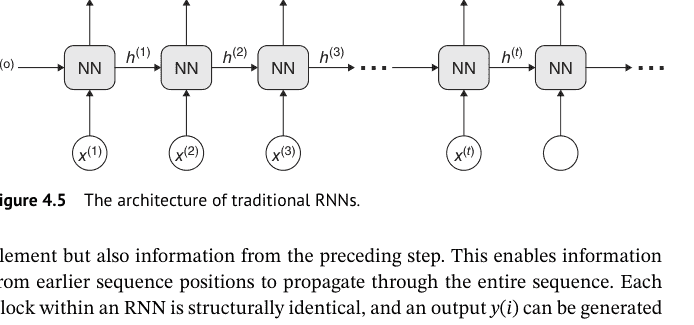 (o) NN h(1) NN h(2) NN h(3) ... NN h(t) NN ...
x(1) x(2) x(3) x(t)
igure 4.5 The architecture of traditional RNNs.
lement but also information from the preceding step. This enables information
rom earlier sequence positions to propagate through the entire sequence. Each
lock within an RNN is structurally identical, and an output y(i) can be generated